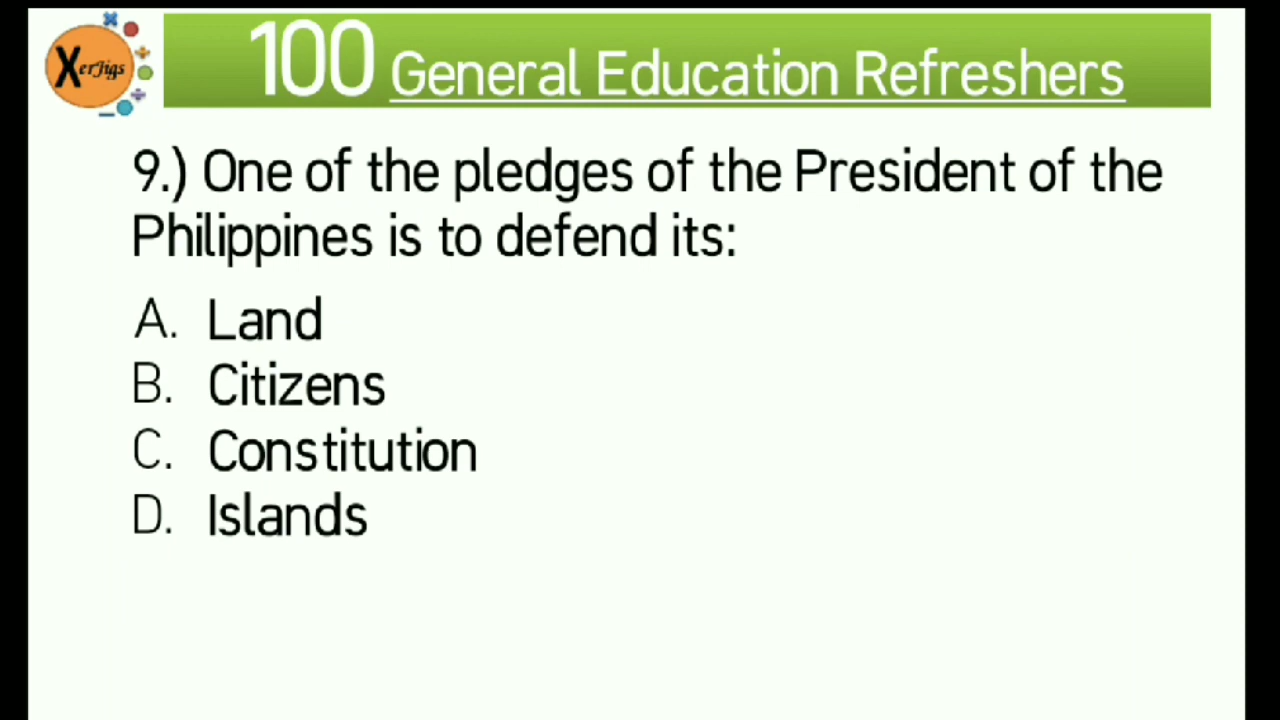 XerJigs
100 General Education Refreshers
9.) One of the pledges of the President of the
Philippines is to defend its:
A. Land
B. Citizens
C. Constitution
D. Islands